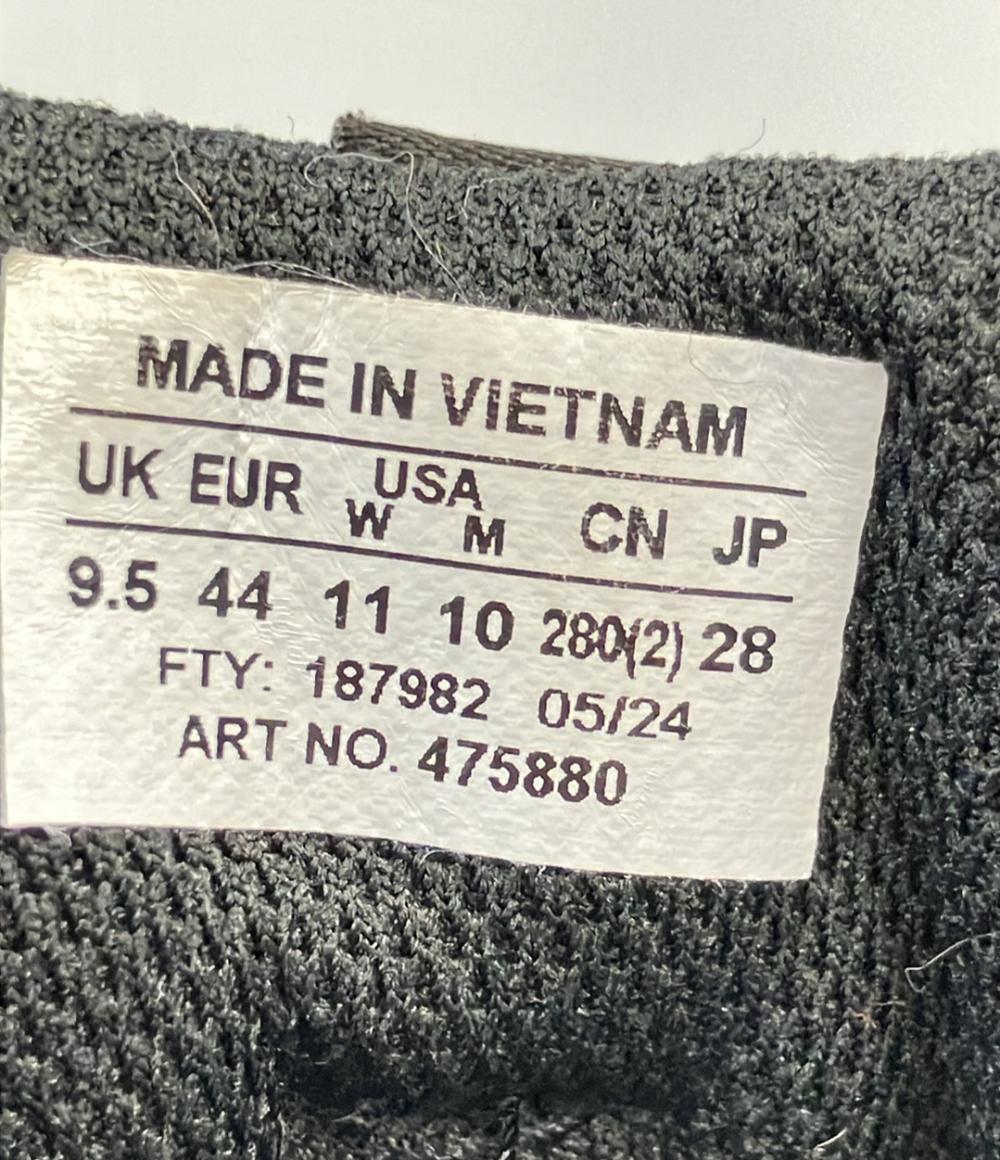 MADE IN VIETNAM
UK EUR USA CN JP
W M
9.5 44 11 10 280(2) 28
FTY: 187982 05/24
ART NO. 475880